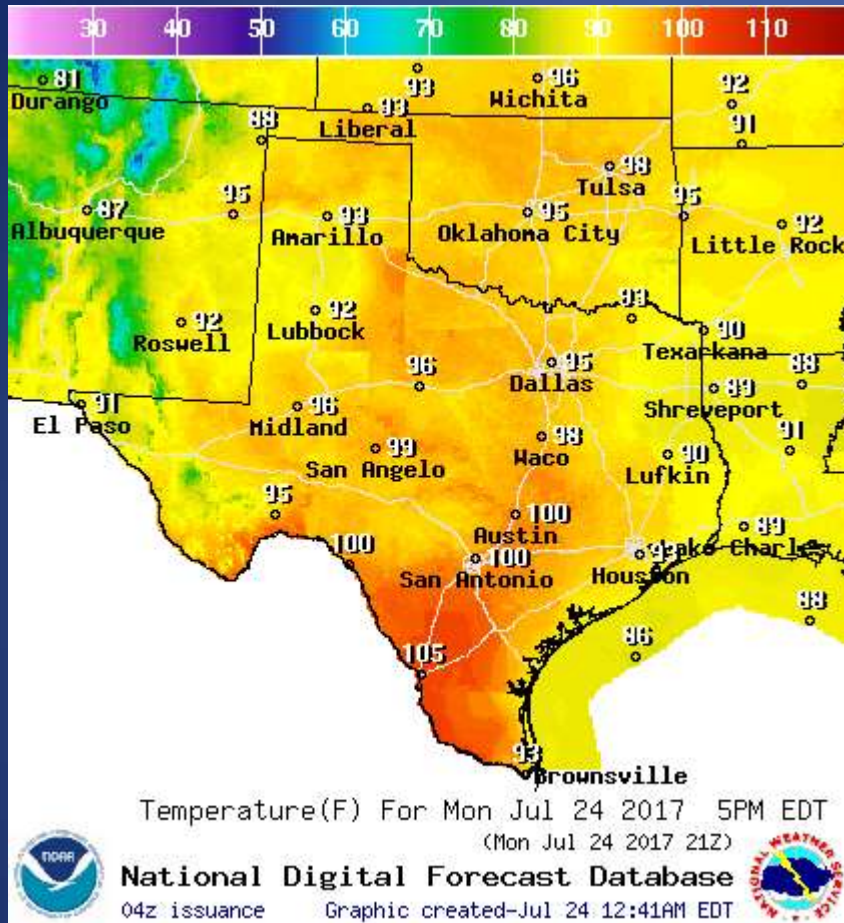 30 40 50 60 70 80 90 100 110
81
Durango
93
96
Wichita
92
93
Liberal
91
88
98
Tulsa
87
Albuquerque
95
93
Amarillo
95
Oklahoma City
95
92
Little Rock
92
Roswell
92
Lubbock
93
90
Texarkana
96
95
Dallas
88
89
Shreveport
91
El Paso
96
Midland
99
San Angelo
98
Waco
90
Lufkin
91
95
100
Austin
89
Lake Charles
100
100
San Antonio
93
Houston
88
105
86
93
Brownsville
Temperature(F) For Mon Jul 24 2017 5PM EDT
(Mon Jul 24 2017 21Z)
NOAA
National Digital Forecast Database
NATIONAL WEATHER SERVICE
04z issuance Graphic created-Jul 24 12:41AM EDT